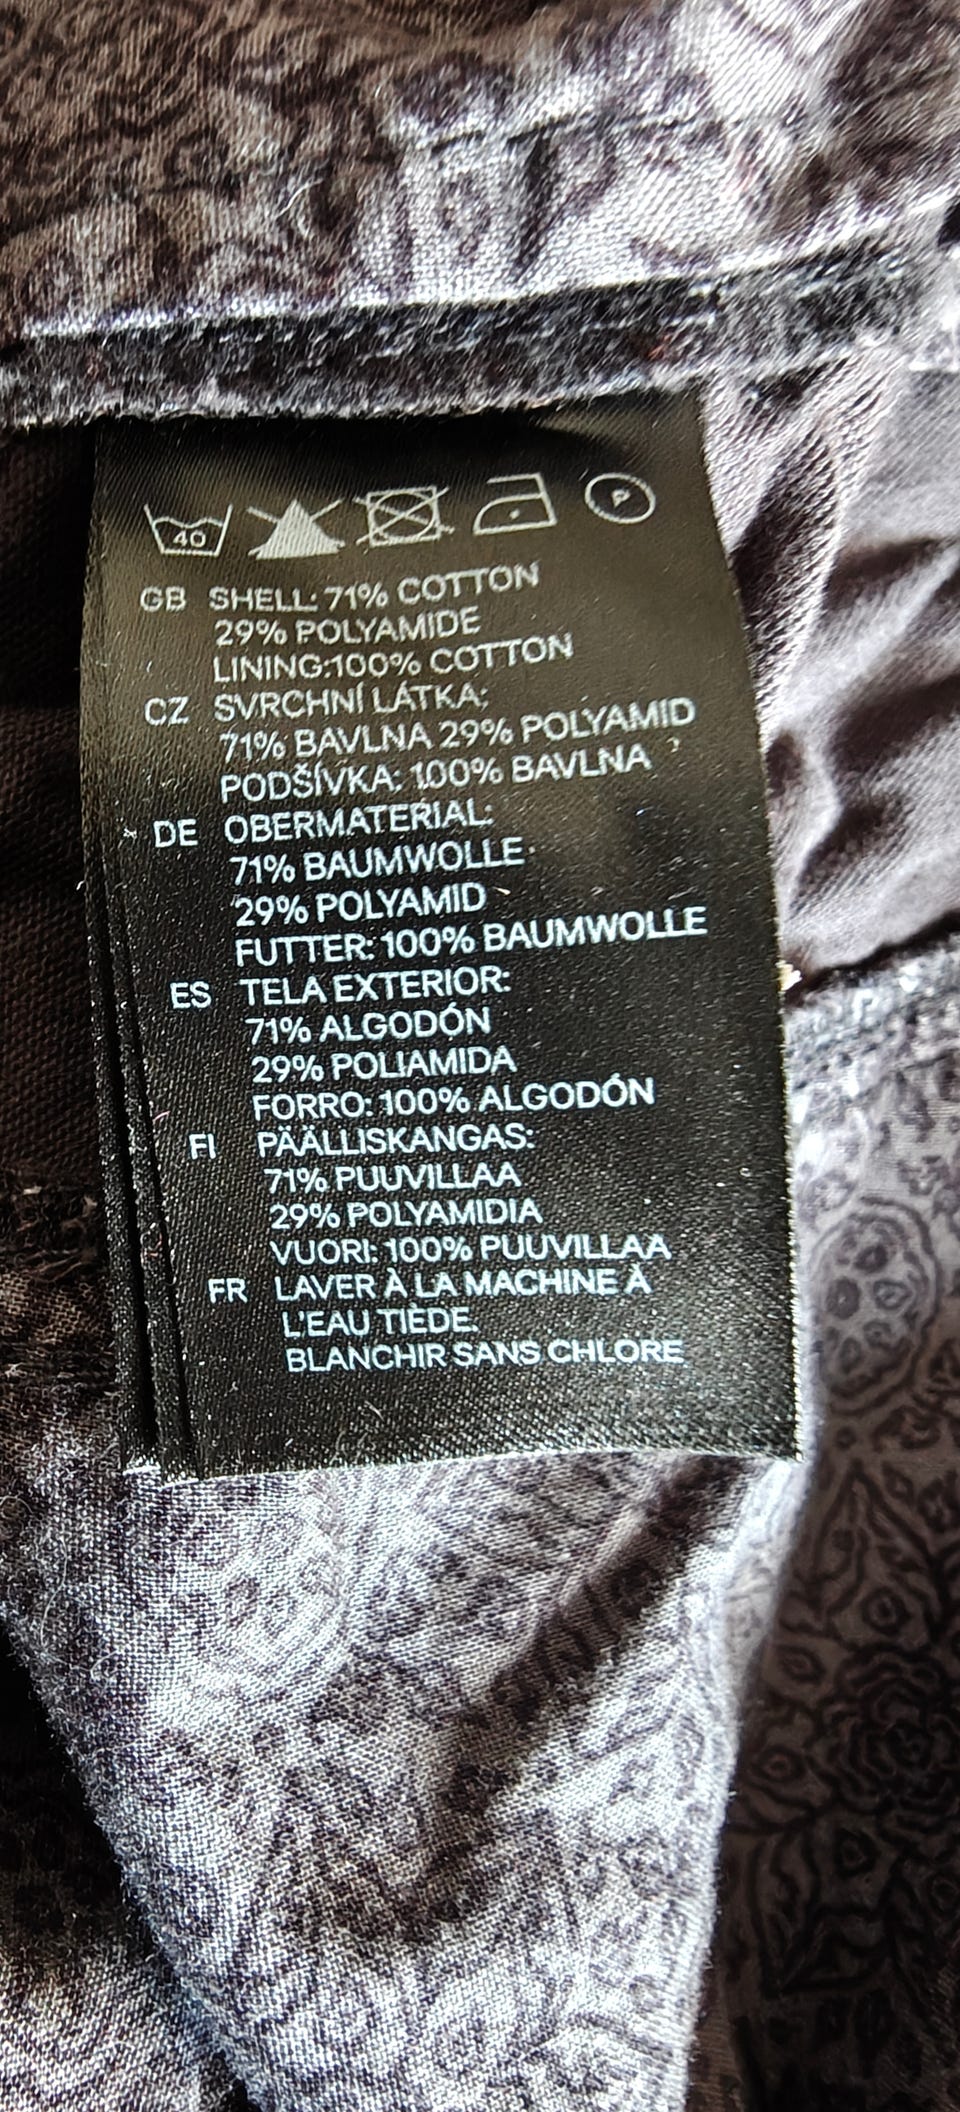 40 P
GB SHELL: 71% COTTON
29% POLYAMIDE
LINING:100% COTTON
CZ SVRCHNÍ LÁTKA:
71% BAVLNA 29% POLYAMID
PODŠÍVKA: 100% BAVLNA
DE OBERMATERIAL:
71% BAUMWOLLE
29% POLYAMID
FUTTER: 100% BAUMWOLLE
ES TELA EXTERIOR:
71% ALGODÓN
29% POLIAMIDA
FORRO: 100% ALGODÓN
FI PÄÄLLISKANGAS:
71% PUUVILLAA
29% POLYAMIDIA
VUORI: 100% PUUVILLAA
FR LAVER À LA MACHINE À
L'EAU TIÈDE.
BLANCHIR SANS CHLORE